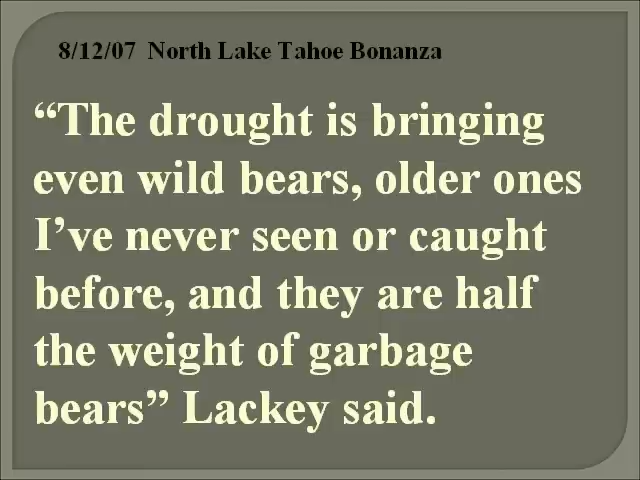 8/12/07  North Lake Tahoe Bonanza
“The drought is bringing
even wild bears, older ones
I’ve never seen or caught
before, and they are half
the weight of garbage
bears” Lackey said.